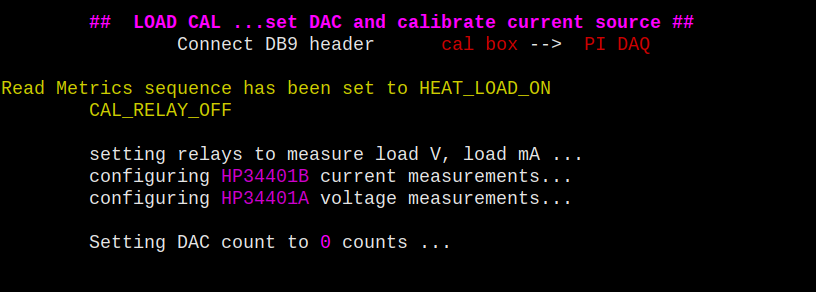 ## LOAD CAL ...set DAC and calibrate current source ##
Connect DB9 header cal box --> PI DAQ
Read Metrics sequence has been set to HEAT_LOAD_ON
CAL_RELAY_OFF
setting relays to measure load V, load mA ...
configuring HP34401B current measurements...
configuring HP34401A voltage measurements...
Setting DAC count to 0 counts ...